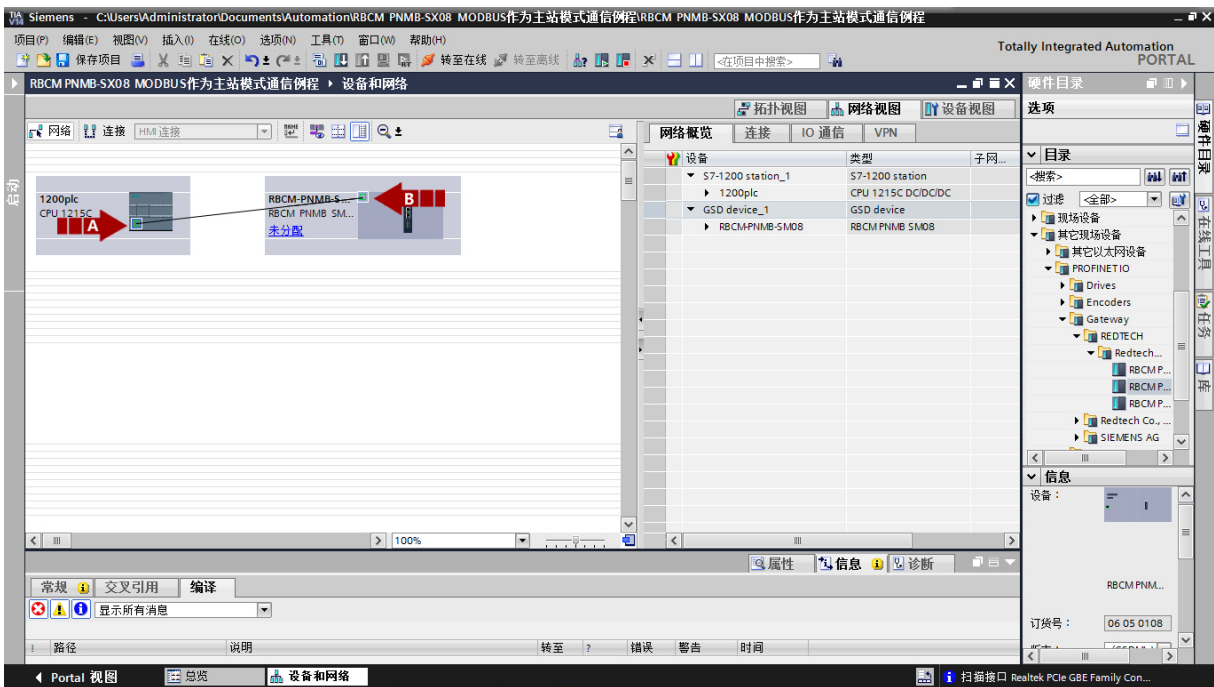 Siemens - C:\Users\Administrator\Documents\Automation\RBCM PNMB-SX08 MODBUS作为主站模式通信例程\RBCM PNMB-SX08 MODBUS作为主站模式通信例程
项目(P) 编辑(E) 视图(V) 插入(I) 在线(O) 选项(N) 工具(T) 窗口(W) 帮助(H)
Totally Integrated Automation
PORTAL
保存项目 转至在线 转至离线 <在项目中搜索>
RBCM PNMB-SX08 MODBUS作为主站模式通信例程 设备和网络
硬件目录
拓扑视图 网络视图 设备视图
选项
网络 连接 HMI 连接
网络概览 连接 IO 通信 VPN
设备 类型 子网...
S7-1200 station_1 S7-1200 station
1200plc CPU 1215C DC/DC/DC
GSD device_1 GSD device
RBCM-PNMB-SM08 RBCM PNMB SM08
1200plc
CPU 1215C
A
RBCM-PNMB-S...
RBCM PNMB SM...
未分配
B
启动
100%
目录
<搜索>
过滤 <全部>
现场设备
其它现场设备
其它以太网设备
PROFINET IO
Drives
Encoders
Gateway
REDTECH
Redtech...
RBCM P...
RBCM P...
RBCM P...
Redtech Co., ...
SIEMENS AG
信息
设备：
RBCM PNM...
订货号： 06 05 0108
硬件目录
在线工具
任务
库
属性 信息 诊断
常规 交叉引用 编译
显示所有消息
! 路径 说明 转至 ? 错误 警告 时间
Portal 视图 总览 设备和网络
扫描接口 Realtek PCIe GBE Family Con...